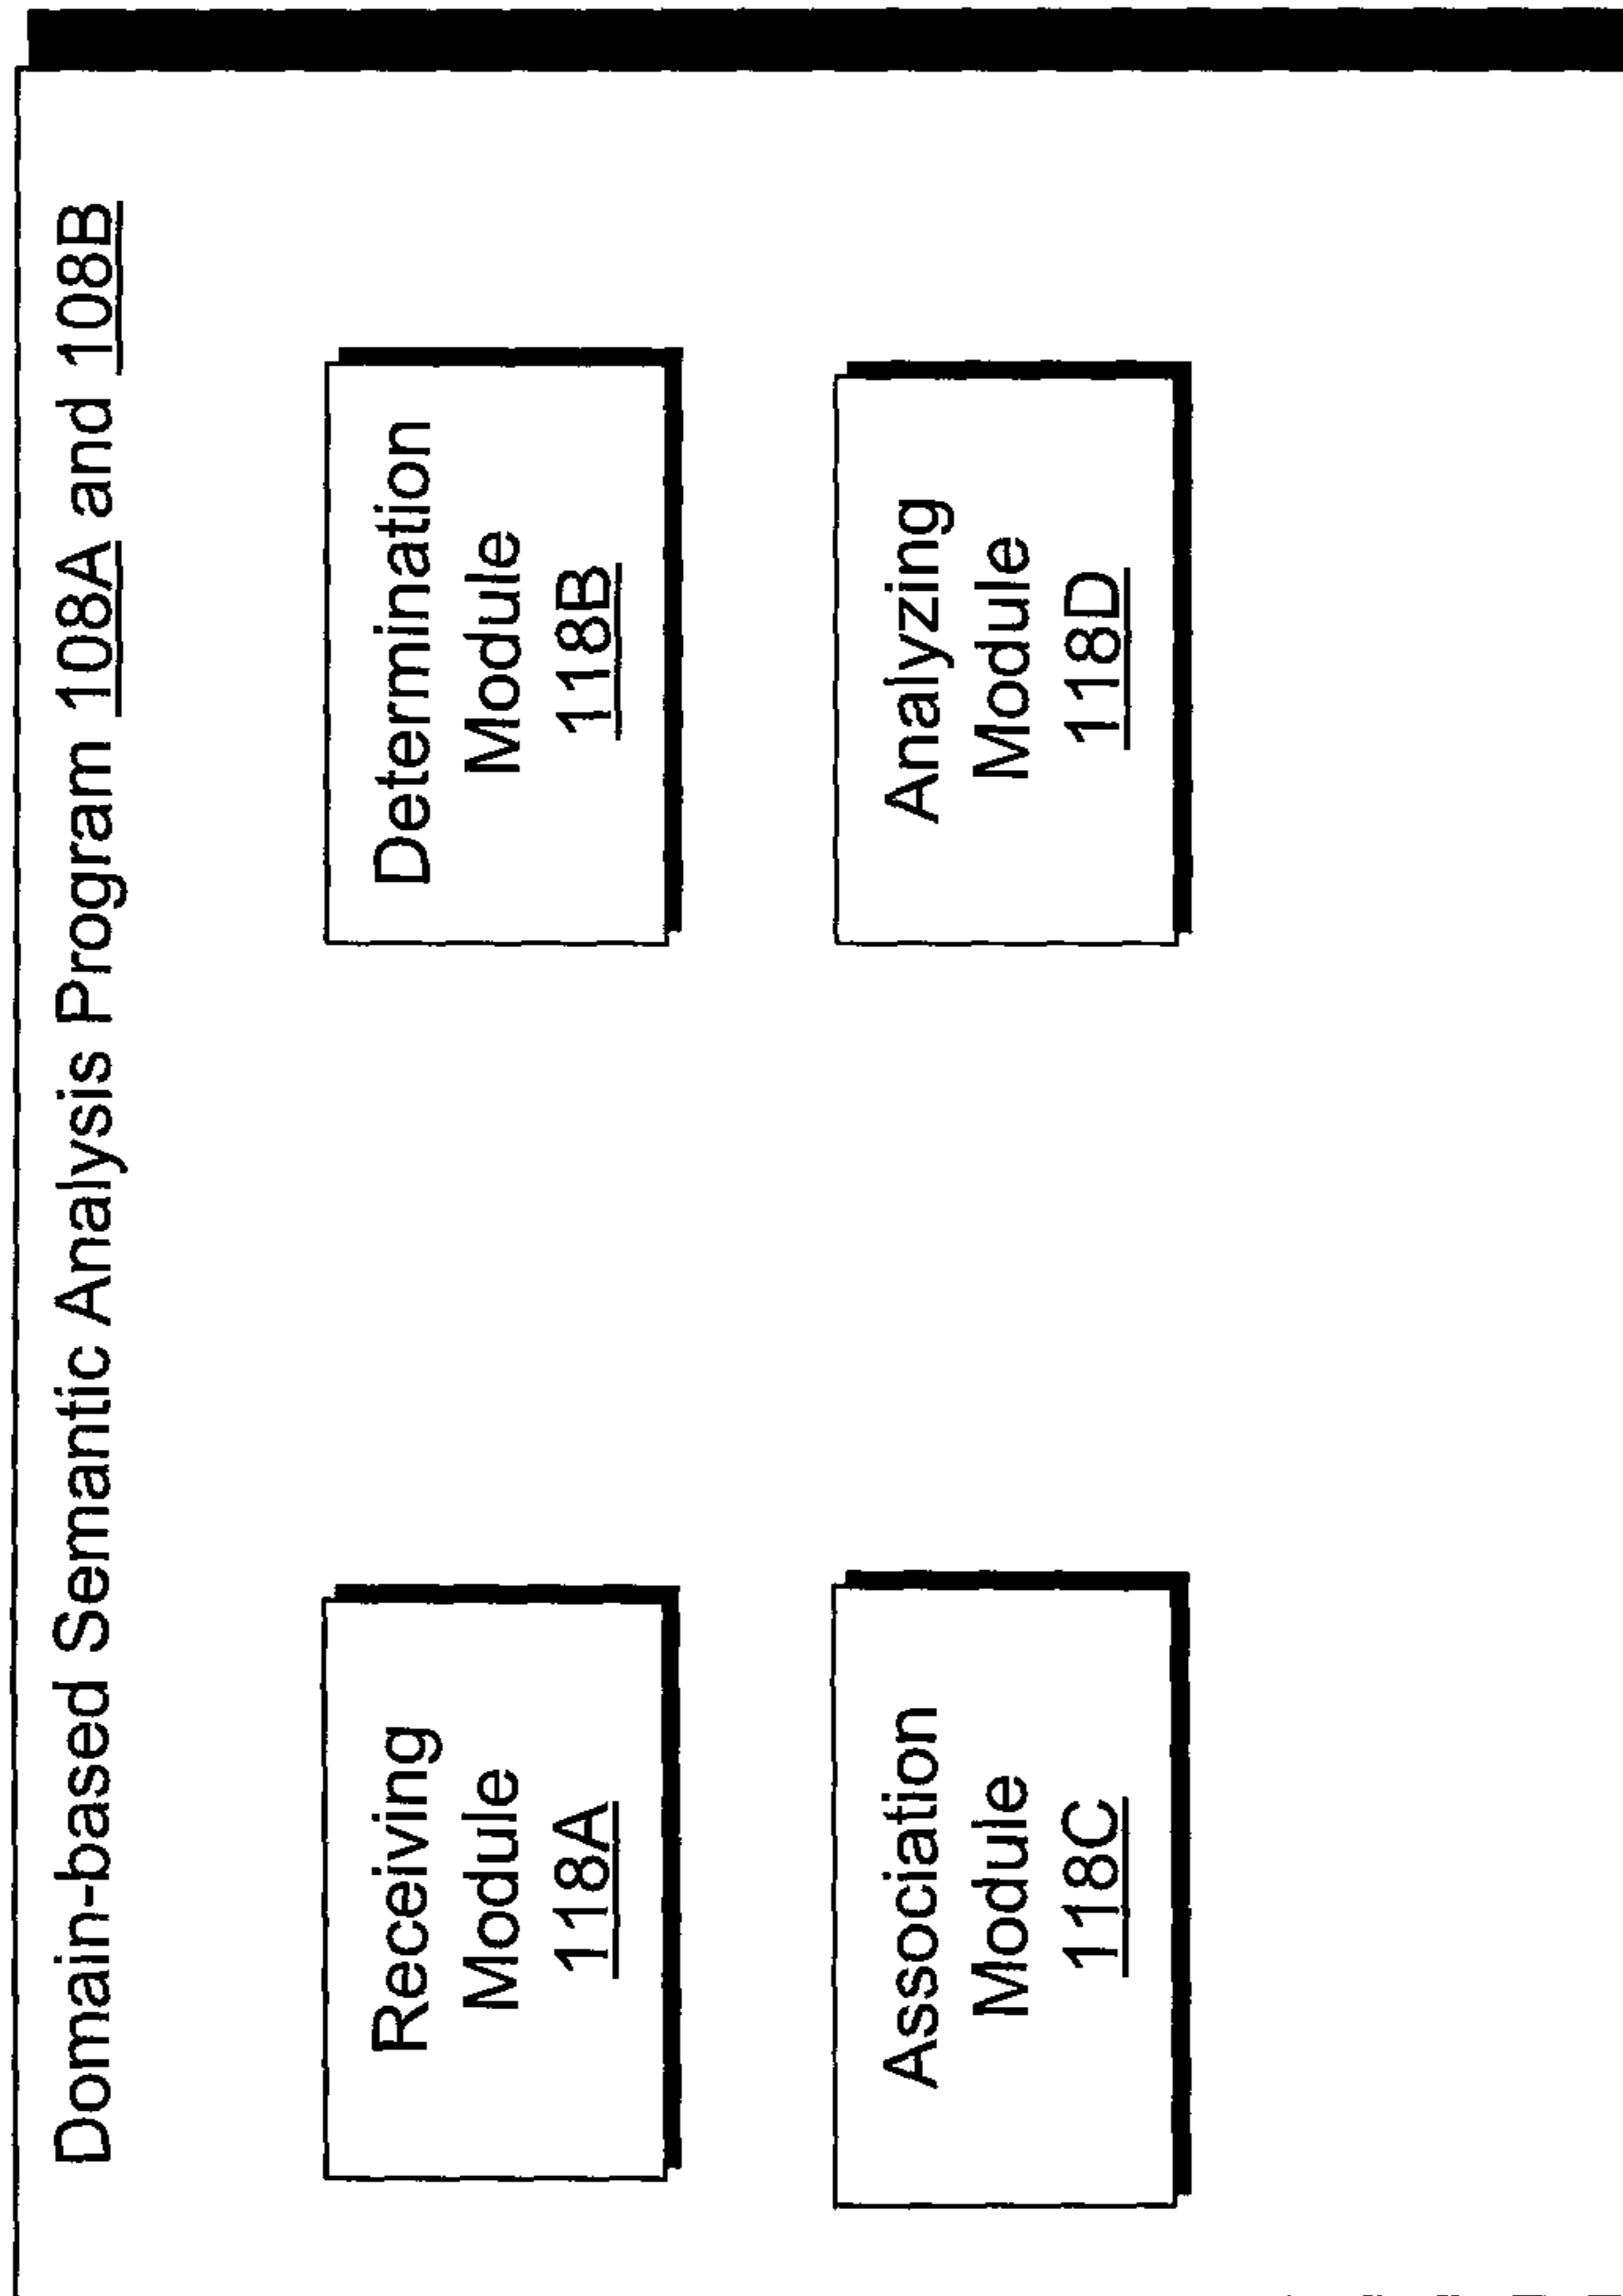 Domain-based Semantic Analysis Program 108A and 108B
Receiving
Module
118A
Determination
Module
118B
Association
Module
118C
Analyzing
Module
118D